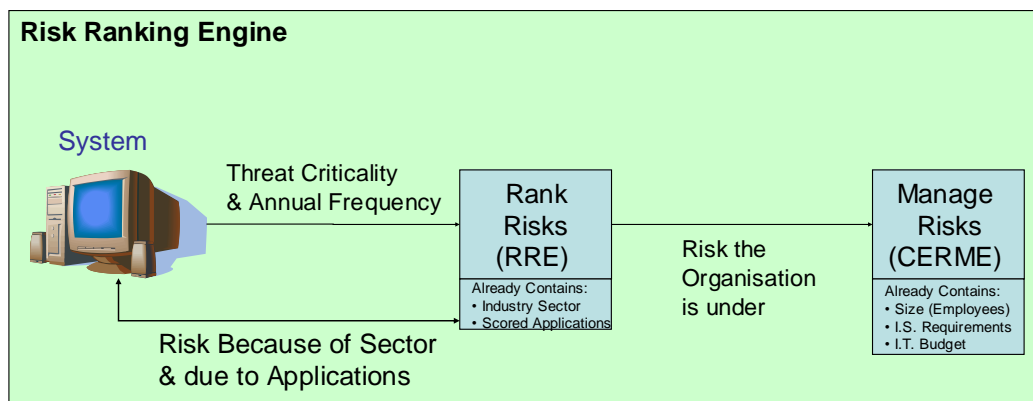 Risk Ranking Engine
System
Threat Criticality
& Annual Frequency
Rank
Risks
(RRE)
Already Contains:
• Industry Sector
• Scored Applications
Risk Because of Sector
& due to Applications
Risk the
Organisation
is under
Manage
Risks
(CERME)
Already Contains:
• Size (Employees)
• I.S. Requirements
• I.T. Budget